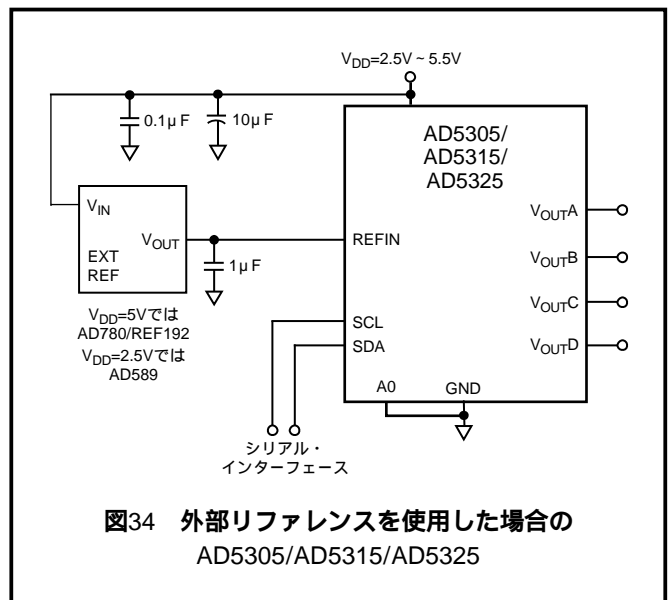 VDD=2.5V ~ 5.5V
0.1μF
10μF
AD5305/
AD5315/
AD5325
VIN
VOUT
EXT
REF
1μF
REFIN
VOUTA
VOUTB
VOUTC
VOUTD
SCL
SDA
A0
GND
VDD=5Vでは
AD780/REF192
VDD=2.5Vでは
AD589
シリアル・
インターフェース
図34 外部リファレンスを使用した場合の
AD5305/AD5315/AD5325